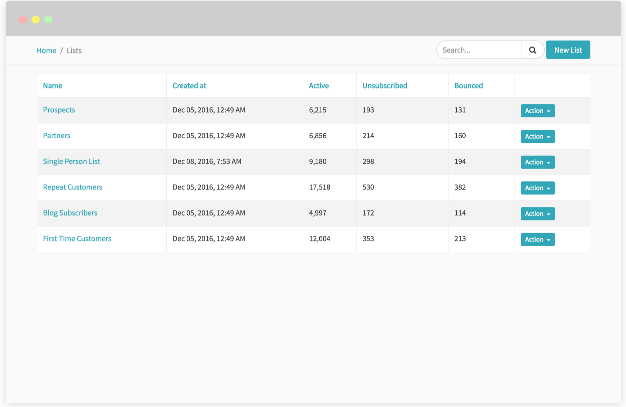 Home / Lists Search... New List
Name Created at Active Unsubscribed Bounced
Prospects Dec 05, 2016, 12:49 AM 6,215 193 131 Action
Partners Dec 05, 2016, 12:49 AM 6,856 214 160 Action
Single Person List Dec 08, 2016, 7:53 AM 9,180 298 194 Action
Repeat Customers Dec 05, 2016, 12:49 AM 17,518 530 382 Action
Blog Subscribers Dec 05, 2016, 12:49 AM 4,997 172 114 Action
First Time Customers Dec 05, 2016, 12:49 AM 12,004 353 213 Action